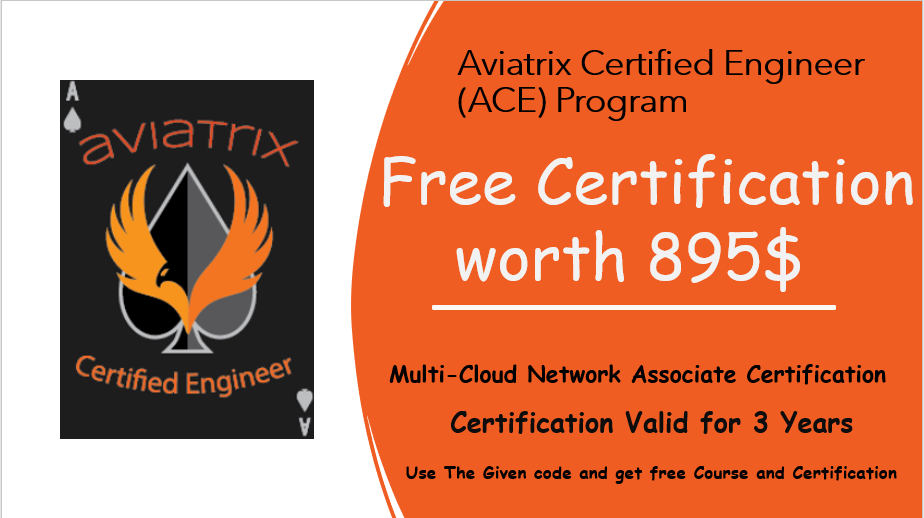 A
aviatrix
Certified Engineer
A
Aviatrix Certified Engineer
(ACE) Program
Free Certification
worth 895$
Multi-Cloud Network Associate Certification
Certification Valid for 3 Years
Use The Given code and get free Course and Certification